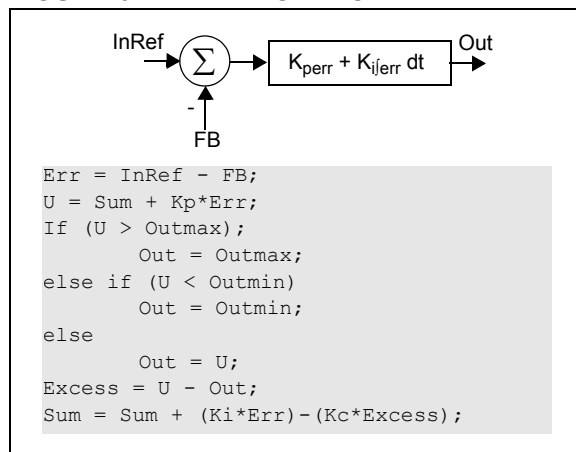 InRef
Σ
Kperr + Ki∫err dt
Out
-
FB
Err = InRef - FB;
U = Sum + Kp*Err;
If (U > Outmax);
Out = Outmax;
else if (U < Outmin)
Out = Outmin;
else
Out = U;
Excess = U - Out;
Sum = Sum + (Ki*Err)-(Kc*Excess);